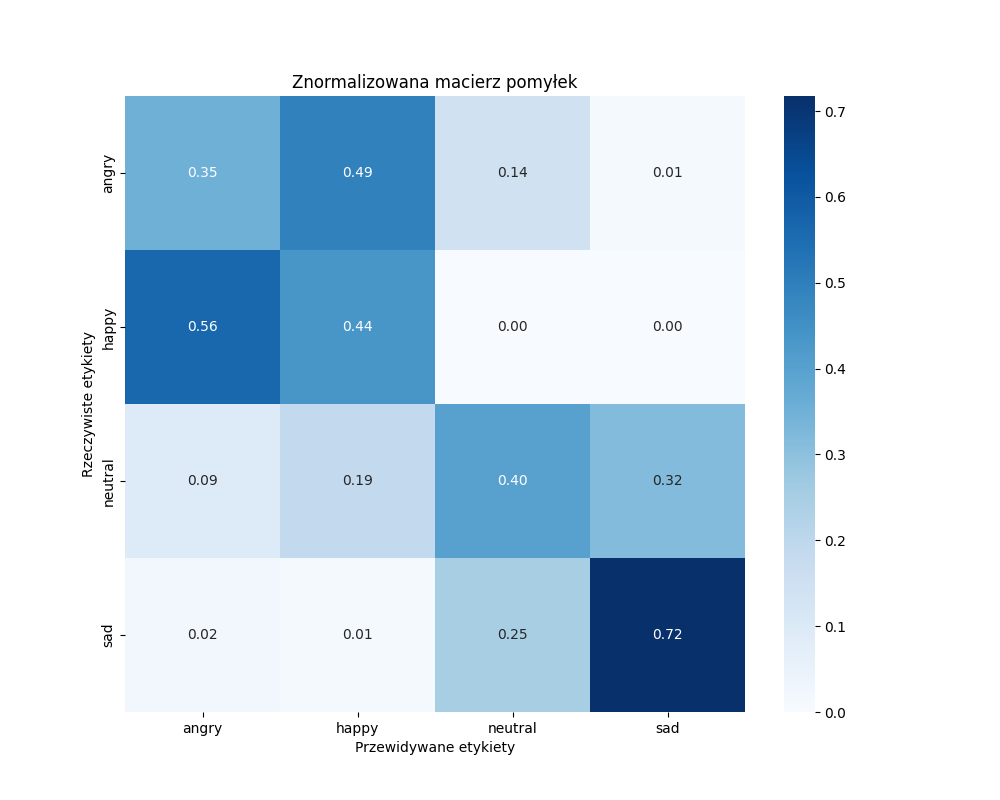 Znormalizowana macierz pomyłek
Rzeczywiste etykiety
angry
0.35
0.49
0.14
0.01
happy
0.56
0.44
0.00
0.00
neutral
0.09
0.19
0.40
0.32
sad
0.02
0.01
0.25
0.72
angry
happy
neutral
sad
Przewidywane etykiety
0.7
0.6
0.5
0.4
0.3
0.2
0.1
0.0